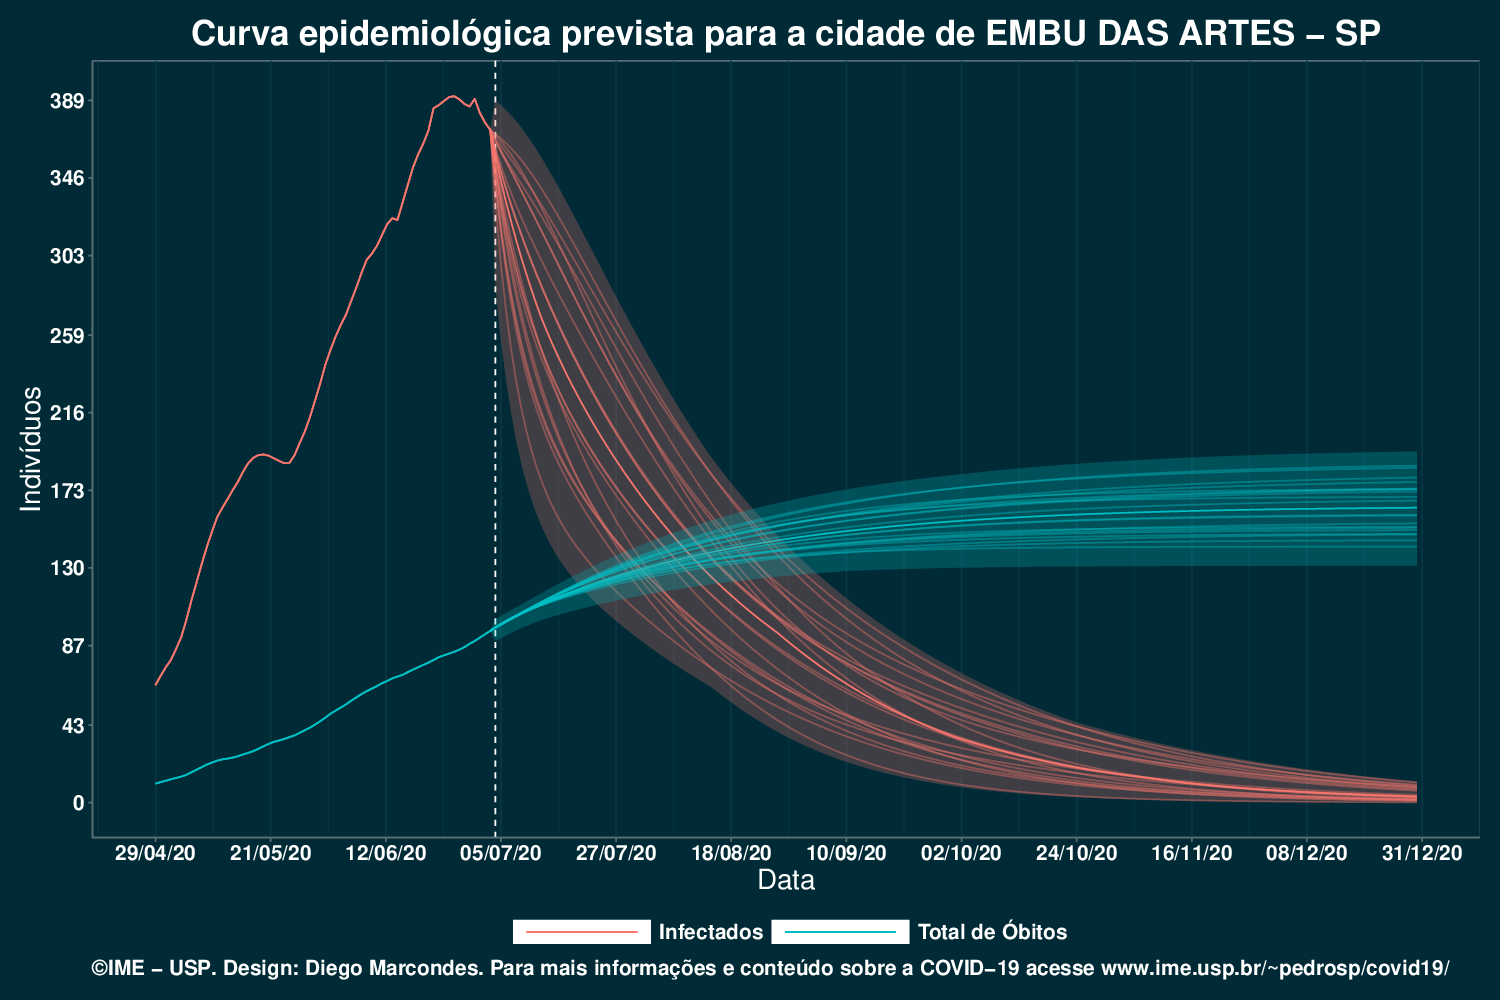 Curva epidemiológica prevista para a cidade de EMBU DAS ARTES – SP
389
346
303
259
216
173
130
87
43
0
Indivíduos
29/04/20 21/05/20 12/06/20 05/07/20 27/07/20 18/08/20 10/09/20 02/10/20 24/10/20 16/11/20 08/12/20 31/12/20
Data
Infectados Total de Óbitos
©IME – USP. Design: Diego Marcondes. Para mais informações e conteúdo sobre a COVID–19 acesse www.ime.usp.br/~pedrosp/covid19/